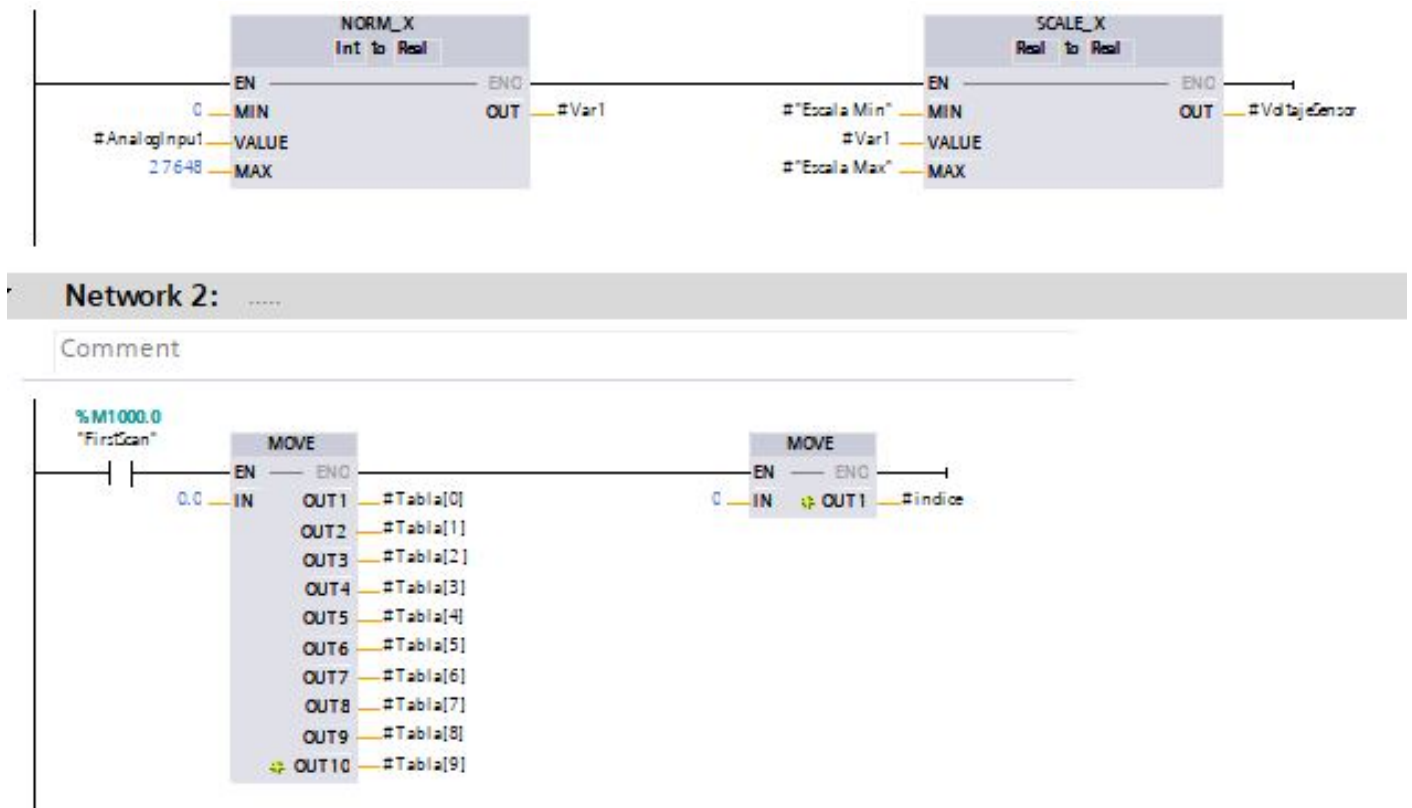 NORM_X SCALE_X
Int to Real Real to Real
EN ENO EN ENO
0 MIN OUT #Var1 #"Escala Min" MIN OUT #VoltajeSensor
#AnalogInput VALUE #Var1 VALUE
27648 MAX #"Escala Max" MAX
Network 2: .....
Comment
%M1000.0
"FirstScan"
MOVE MOVE
EN ENO EN ENO
0.0 IN OUT1 #Tabla[0] 0 IN OUT1 #indice
OUT2 #Tabla[1]
OUT3 #Tabla[2]
OUT4 #Tabla[3]
OUT5 #Tabla[4]
OUT6 #Tabla[5]
OUT7 #Tabla[6]
OUT8 #Tabla[7]
OUT9 #Tabla[8]
OUT10 #Tabla[9]